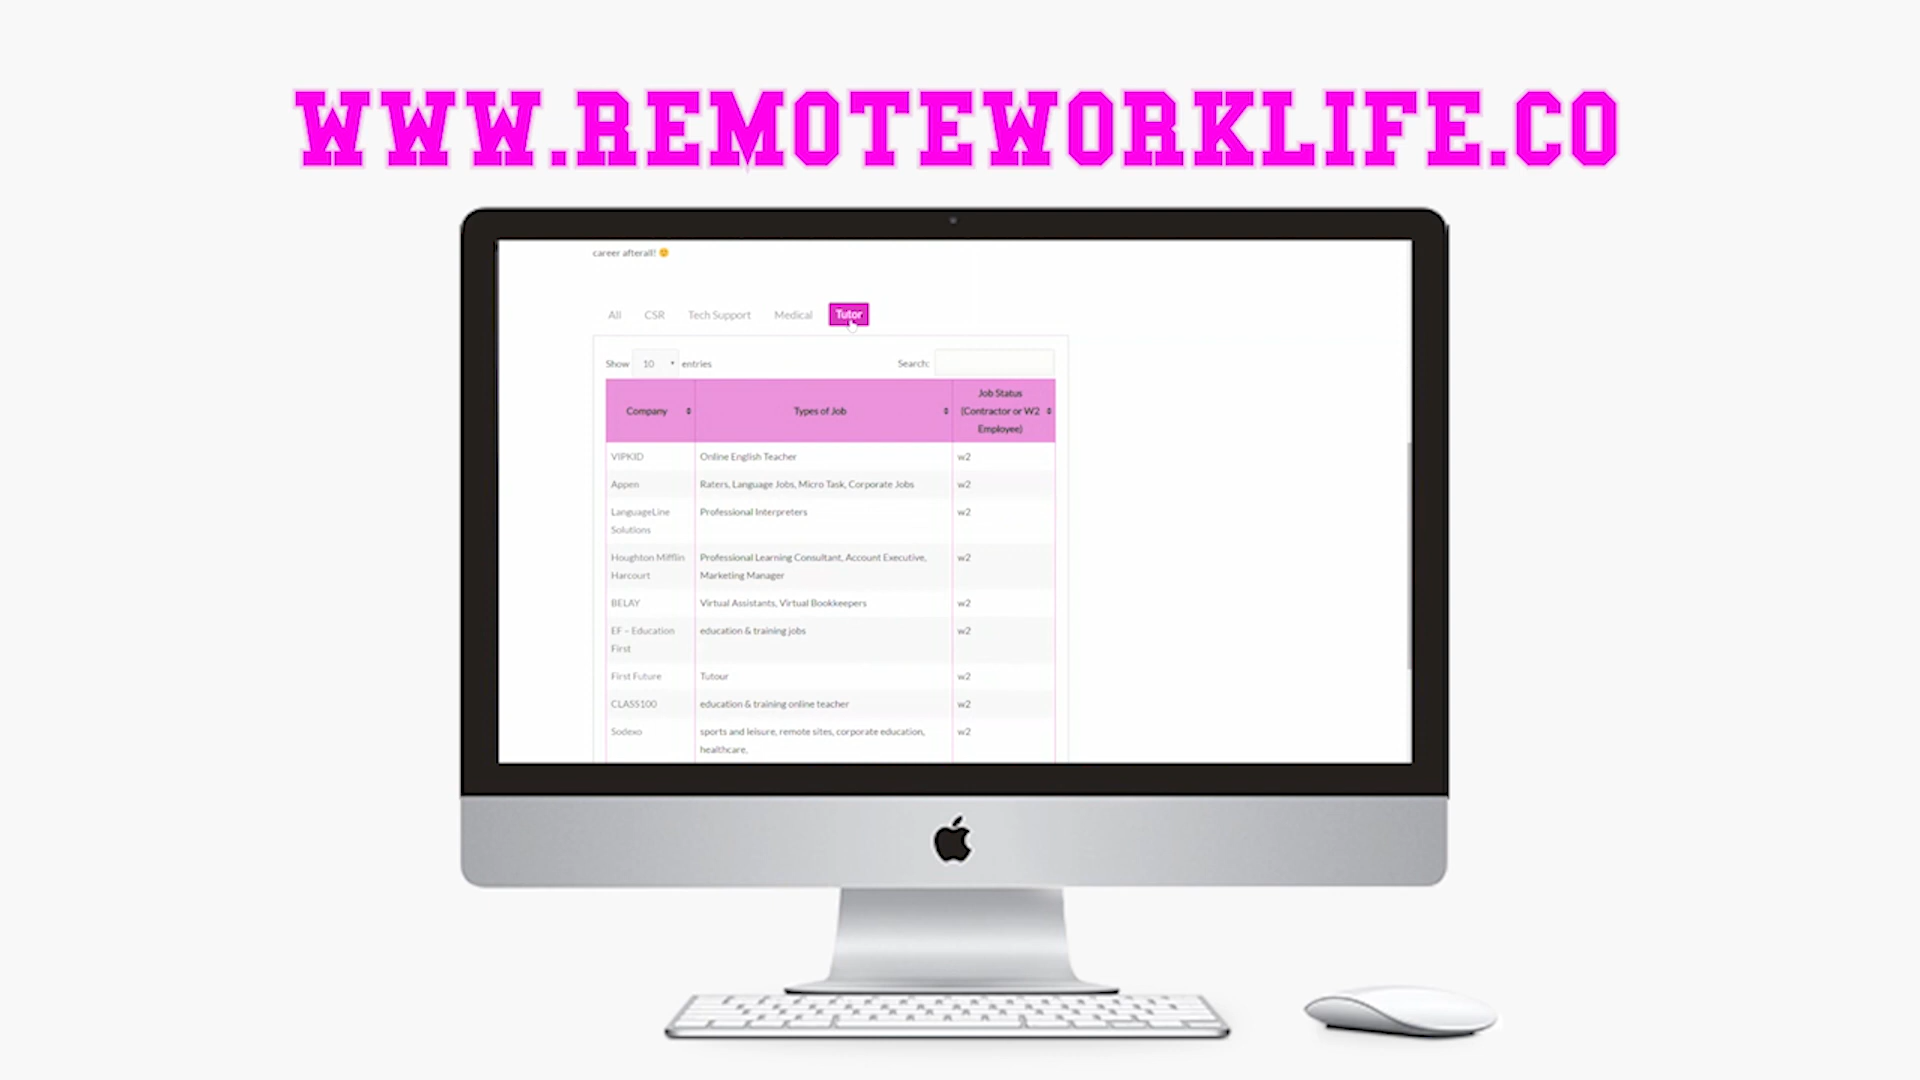 WWW.REMOTEWORKLIFE.CO
career afterall! 🙂
All CSR Tech Support Medical Tutor
Show 10 entries Search:
Company Types of Job Job Status
(Contractor or W2
Employee)
VIPKID Online English Teacher w2
Appen Raters, Language Jobs, Micro Task, Corporate Jobs w2
LanguageLine Professional Interpreters w2
Solutions
Houghton Mifflin Professional Learning Consultant, Account Executive, w2
Harcourt Marketing Manager
BELAY Virtual Assistants, Virtual Bookkeepers w2
EF – Education education & training jobs w2
First
First Future Tutour w2
CLASS100 education & training online teacher w2
Sodexo sports and leisure, remote sites, corporate education, w2
healthcare.